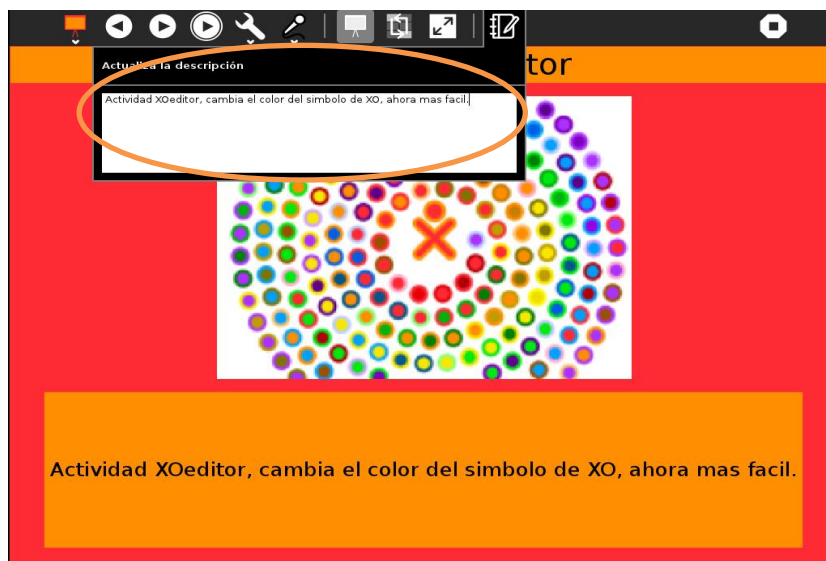 Actualiza la descripción
tor
Actividad XOeditor, cambia el color del simbolo de XO, ahora mas facil.
Actividad XOeditor, cambia el color del simbolo de XO, ahora mas facil.